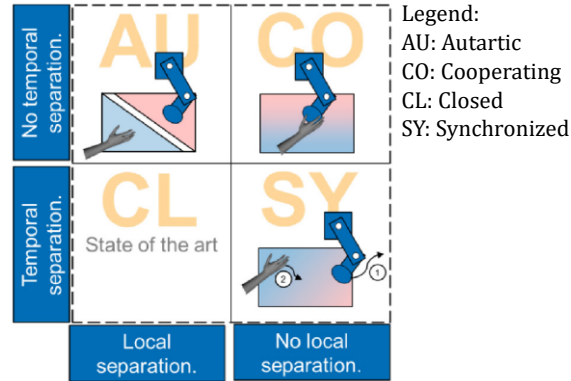 AU
CO
Legend:
AU: Autartic
CO: Cooperating
CL: Closed
SY: Synchronized
No temporal
separation.
CL
State of the art
SY
1
2
Temporal
separation.
Local
separation.
No local
separation.